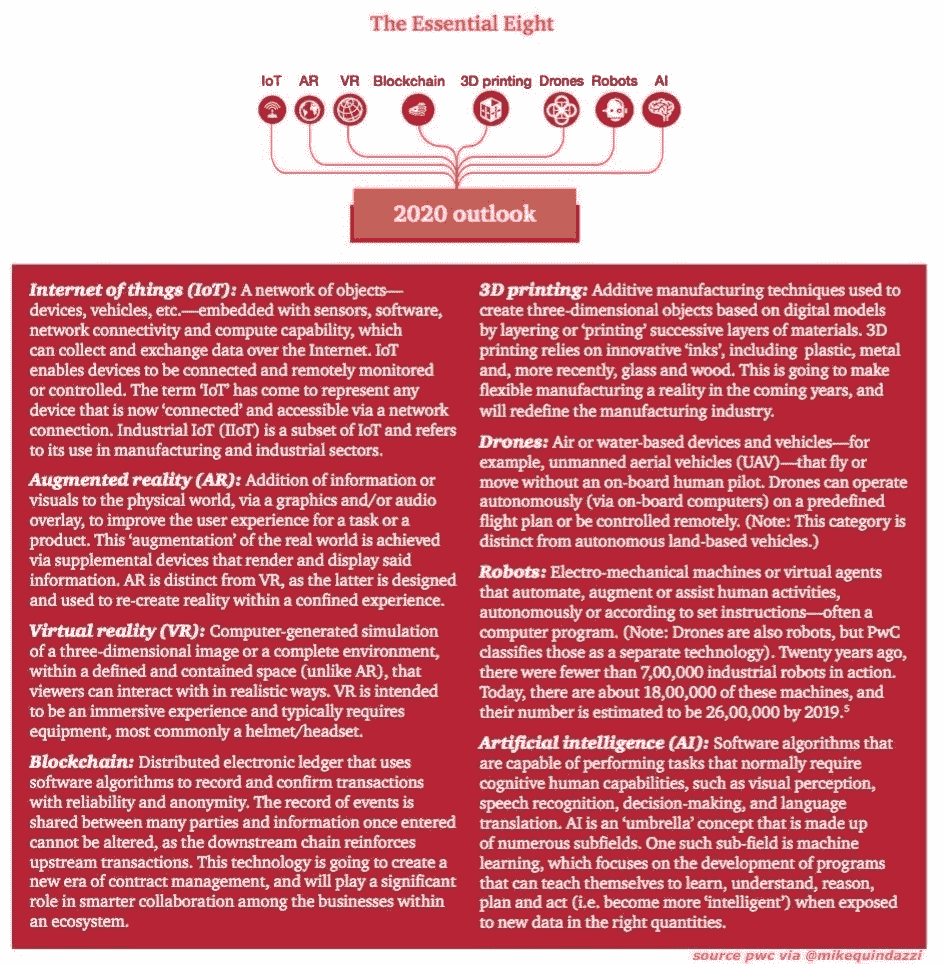 The Essential Eight
IoT AR VR Blockchain 3D printing Drones Robots AI
2020 outlook
Internet of things (IoT): A network of objects—
devices, vehicles, etc.—embedded with sensors, software,
network connectivity and compute capability, which
can collect and exchange data over the Internet. IoT
enables devices to be connected and remotely monitored
or controlled. The term ‘IoT’ has come to represent any
device that is now ‘connected’ and accessible via a network
connection. Industrial IoT (IIoT) is a subset of IoT and refers
to its use in manufacturing and industrial sectors.
Augmented reality (AR): Addition of information or
visuals to the physical world, via a graphics and/or audio
overlay, to improve the user experience for a task or a
product. This ‘augmentation’ of the real world is achieved
via supplemental devices that render and display said
information. AR is distinct from VR, as the latter is designed
and used to re-create reality within a confined experience.
Virtual reality (VR): Computer-generated simulation
of a three-dimensional image or a complete environment,
within a defined and contained space (unlike AR), that
viewers can interact with in realistic ways. VR is intended
to be an immersive experience and typically requires
equipment, most commonly a helmet/headset.
Blockchain: Distributed electronic ledger that uses
software algorithms to record and confirm transactions
with reliability and anonymity. The record of events is
shared between many parties and information once entered
cannot be altered, as the downstream chain reinforces
upstream transactions. This technology is going to create a
new era of contract management, and will play a significant
role in smarter collaboration among the businesses within
an ecosystem.
3D printing: Additive manufacturing techniques used to
create three-dimensional objects based on digital models
by layering or ‘printing’ successive layers of materials. 3D
printing relies on innovative ‘inks’, including plastic, metal
and, more recently, glass and wood. This is going to make
flexible manufacturing a reality in the coming years, and
will redefine the manufacturing industry.
Drones: Air or water-based devices and vehicles—for
example, unmanned aerial vehicles (UAV)—that fly or
move without an on-board human pilot. Drones can operate
autonomously (via on-board computers) on a predefined
flight plan or be controlled remotely. (Note: This category is
distinct from autonomous land-based vehicles.)
Robots: Electro-mechanical machines or virtual agents
that automate, augment or assist human activities,
autonomously or according to set instructions—often a
computer program. (Note: Drones are also robots, but PwC
classifies those as a separate technology). Twenty years ago,
there were fewer than 7,00,000 industrial robots in action.
Today, there are about 18,00,000 of these machines, and
their number is estimated to be 26,00,000 by 2019.⁵
Artificial intelligence (AI): Software algorithms that
are capable of performing tasks that normally require
cognitive human capabilities, such as visual perception,
speech recognition, decision-making, and language
translation. AI is an ‘umbrella’ concept that is made up
of numerous subfields. One such sub-field is machine
learning, which focuses on the development of programs
that can teach themselves to learn, understand, reason,
plan and act (i.e. become more ‘intelligent’) when exposed
to new data in the right quantities.
source pwc via @mikequindazzi